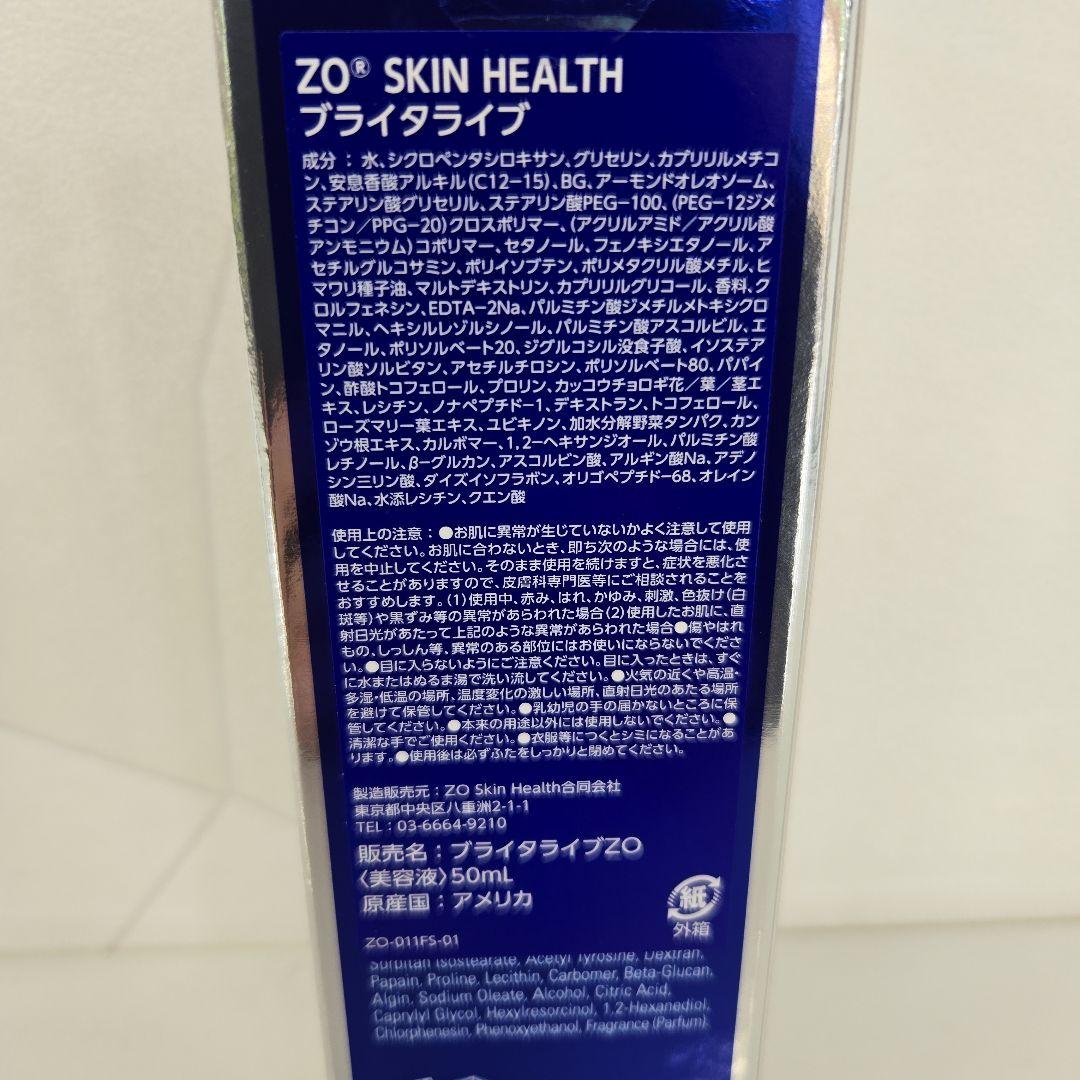 ZO® SKIN HEALTH
ブライタライブ
成分：水、シクロペンタシロキサン、グリセリン、カプリリルメチコ
ン、安息香酸アルキル(C12-15)、BG、アーモンドオレオソーム、
ステアリン酸グリセリル、ステアリン酸PEG-100、(PEG-12ジメ
チコン/PPG-20)クロスポリマー、(アクリルアミド/アクリル酸
アンモニウム)コポリマー、セタノール、フェノキシエタノール、ア
セチルグルコサミン、ポリイソブテン、ポリメタクリル酸メチル、ヒ
マワリ種子油、マルトデキストリン、カプリリルグリコール、香料、ク
ロルフェネシン、EDTA-2Na、パルミチン酸ジメチルメトキシクロ
マニル、ヘキシルレゾルシノール、パルミチン酸アスコルビル、エ
タノール、ポリソルベート20、ジグルコシル没食子酸、イソステア
リン酸ソルビタン、アセチルチロシン、ポリソルベート80、パパイ
ン、酢酸トコフェロール、プロリン、カッコウチョロギ花/葉/茎エ
キス、レシチン、ノナペプチド-1、デキストラン、トコフェロール、
ローズマリー葉エキス、ユビキノン、加水分解野菜タンパク、カン
ゾウ根エキス、カルボマー、1,2-ヘキサンジオール、パルミチン酸
レチノール、β-グルカン、アスコルビン酸、アルギン酸Na、アデノ
シン三リン酸、ダイズイソフラボン、オリゴペプチド-68、オレイン
酸Na、水添レシチン、クエン酸
使用上の注意：●お肌に異常が生じていないかよく注意して使用
してください。お肌に合わないとき、即ち次のような場合には、使
用を中止してください。そのまま使用を続けますと、症状を悪化さ
せることがありますので、皮膚科専門医等にご相談されることを
おすすめします。(1)使用中、赤み、はれ、かゆみ、刺激、色抜け(白
斑等)や黒ずみ等の異常があらわれた場合(2)使用したお肌に、直
射日光があたって上記のような異常があらわれた場合●傷やはれ
もの、しっしん等、異常のある部位にはお使いにならないでくださ
い。●目に入らないようにご注意ください。目に入ったときは、すぐ
に水またはぬるま湯で洗い流してください。●火気の近くや高温・
多湿・低温の場所、温度変化の激しい場所、直射日光のあたる場所
を避けて保管してください。●乳幼児の手の届かないところに保
管してください。●本来の用途以外には使用しないでください。●
清潔な手でご使用ください。●衣服等につくとシミになることがあ
ります。●使用後は必ずふたをしっかりと閉めてください。
製造販売元：ZO Skin Health合同会社
東京都中央区八重洲2-1-1
TEL：03-6664-9210
販売名：ブライタライブZO
〈美容液〉50mL
原産国：アメリカ
紙
外箱
ZO-011FS-01
Sorbitan Isostearate, Acetyl Tyrosine, Dextran,
Papain, Proline, Lecithin, Carbomer, Beta-Glucan,
Algin, Sodium Oleate, Alcohol, Citric Acid,
Caprylyl Glycol, Hexylresorcinol, 1,2-Hexanediol,
Chlorphenesin, Phenoxyethanol, Fragrance (Parfum).